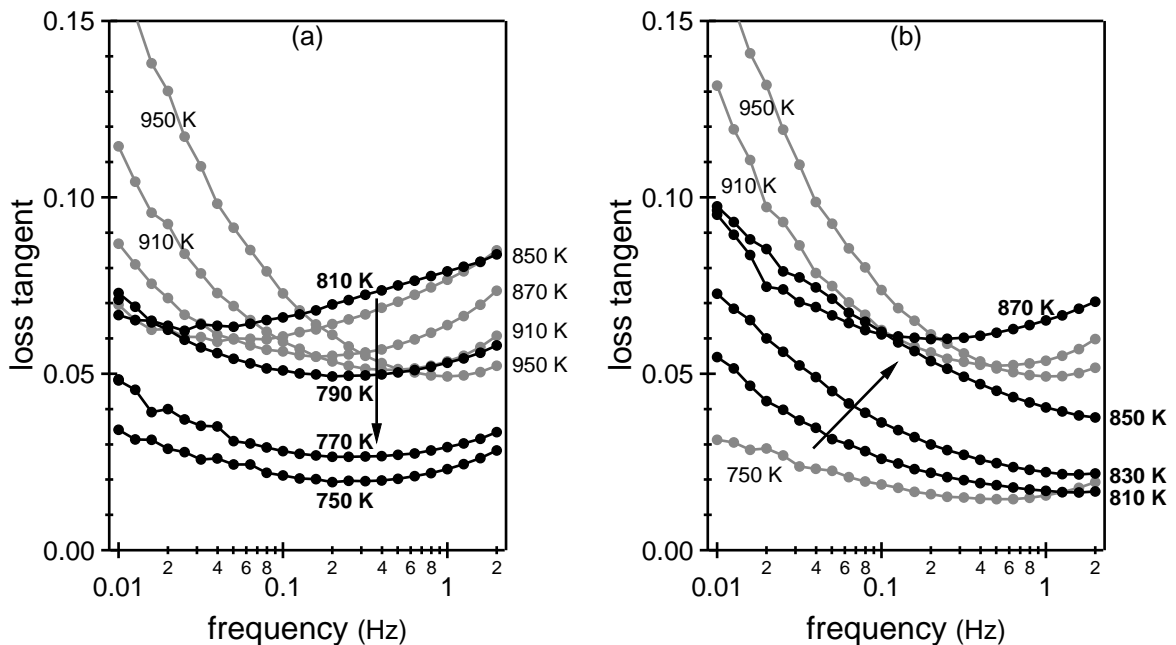 (a)
0.15
0.10
0.05
0.00
loss tangent
950 K
910 K
810 K
790 K
770 K
750 K
850 K
870 K
910 K
950 K
0.01
2
4
6
8
0.1
2
4
6
8
1
2
frequency (Hz)
(b)
0.15
0.10
0.05
0.00
loss tangent
950 K
910 K
870 K
750 K
850 K
830 K
810 K
0.01
2
4
6
8
0.1
2
4
6
8
1
2
frequency (Hz)